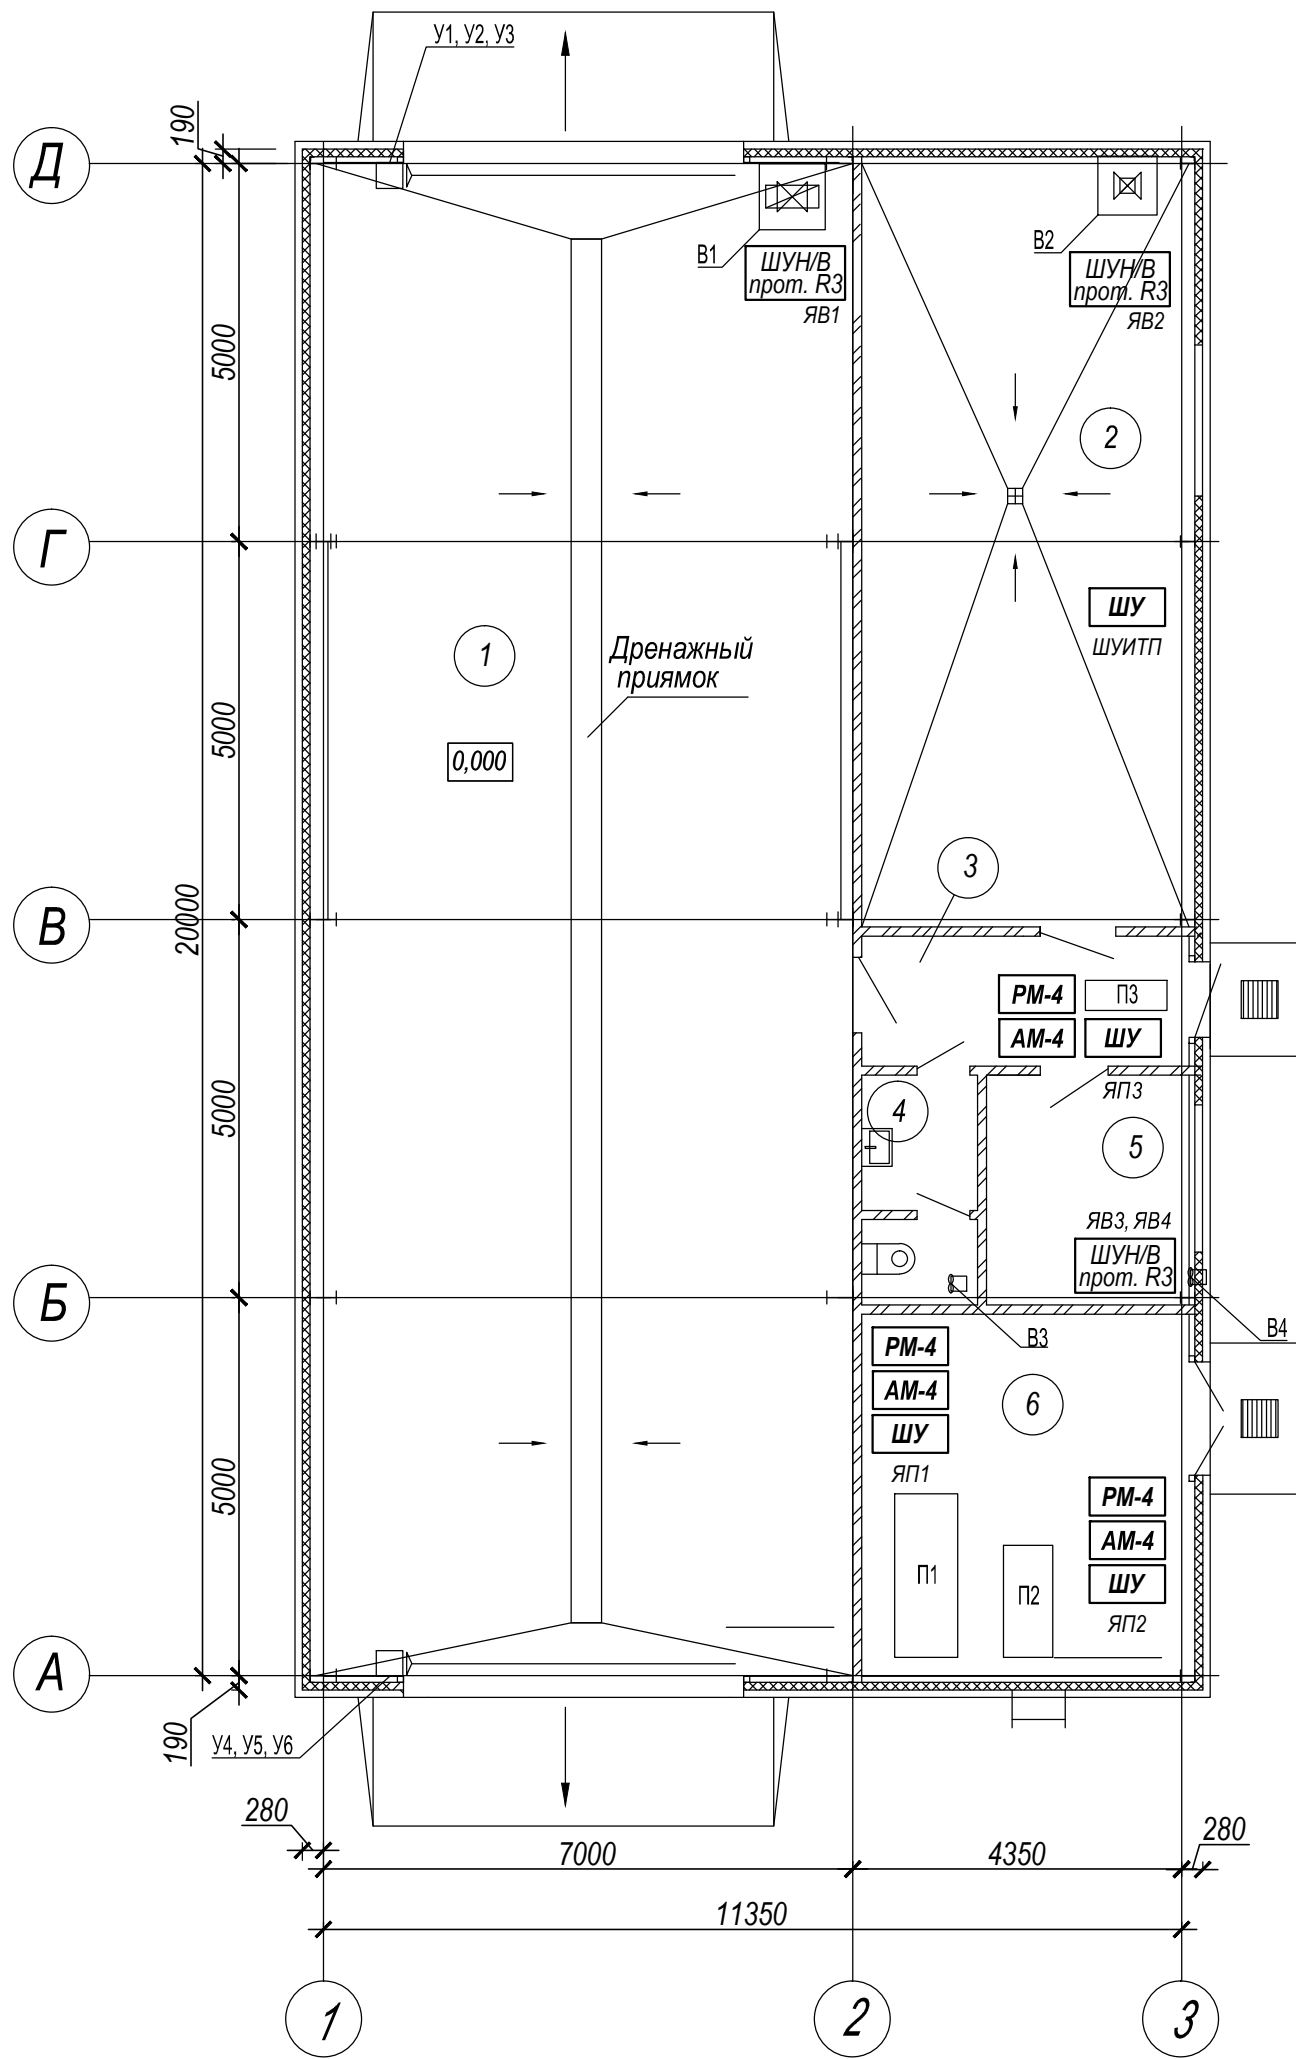 У1, У2, У3
190
Д
В1
ШУН/В
прот. R3
ЯВ1
В2
ШУН/В
прот. R3
ЯВ2
5000
2
Г
ШУ
ШУИТП
1
Дренажный
приямок
5000
0,000
3
20000
В
РМ-4
П3
АМ-4
ШУ
ЯП3
4
5000
5
ЯВ3, ЯВ4
ШУН/В
прот. R3
Б
В3
В4
РМ-4
АМ-4
ШУ
ЯП1
6
5000
РМ-4
АМ-4
ШУ
ЯП2
П1
П2
А
190
У4, У5, У6
280
7000
4350
280
11350
1
2
3